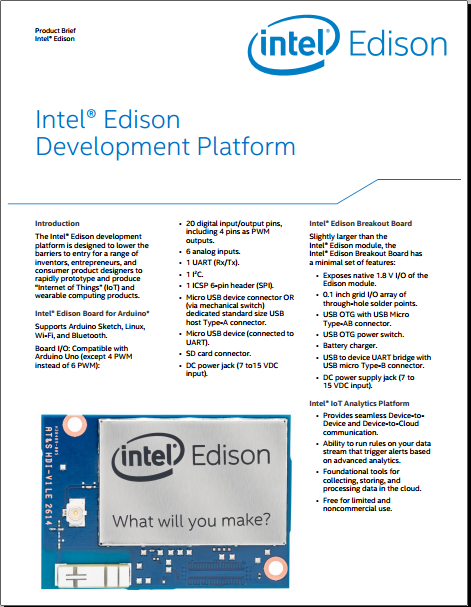 Product Brief
Intel® Edison
intel® Edison
Intel® Edison
Development Platform
Introduction
The Intel® Edison development
platform is designed to lower the
barriers to entry for a range of
inventors, entrepreneurs, and
consumer product designers to
rapidly prototype and produce
"Internet of Things" (IoT) and
wearable computing products.
Intel® Edison Board for Arduino*
Supports Arduino Sketch, Linux,
Wi-Fi, and Bluetooth.
Board I/O: Compatible with
Arduino Uno (except 4 PWM
instead of 6 PWM):
• 20 digital input/output pins,
including 4 pins as PWM
outputs.
• 6 analog inputs.
• 1 UART (Rx/Tx).
• 1 I²C.
• 1 ICSP 6-pin header (SPI).
• Micro USB device connector OR
(via mechanical switch)
dedicated standard size USB
host Type-A connector.
• Micro USB device (connected to
UART).
• SD card connector.
• DC power jack (7 to15 VDC
input).
Intel® Edison Breakout Board
Slightly larger than the
Intel® Edison module, the
Intel® Edison Breakout Board has
a minimal set of features:
• Exposes native 1.8 V I/O of the
Edison module.
• 0.1 inch grid I/O array of
through-hole solder points.
• USB OTG with USB Micro
Type-AB connector.
• USB OTG power switch.
• Battery charger.
• USB to device UART bridge with
USB micro Type-B connector.
• DC power supply jack (7 to
15 VDC input).
Intel® IoT Analytics Platform
• Provides seamless Device-to-
Device and Device-to-Cloud
communication.
• Ability to run rules on your data
stream that trigger alerts based
on advanced analytics.
• Foundational tools for
collecting, storing, and
processing data in the cloud.
• Free for limited and
noncommercial use.
AT&S HDI-V1LE 2614
intel® Edison
What will you make?